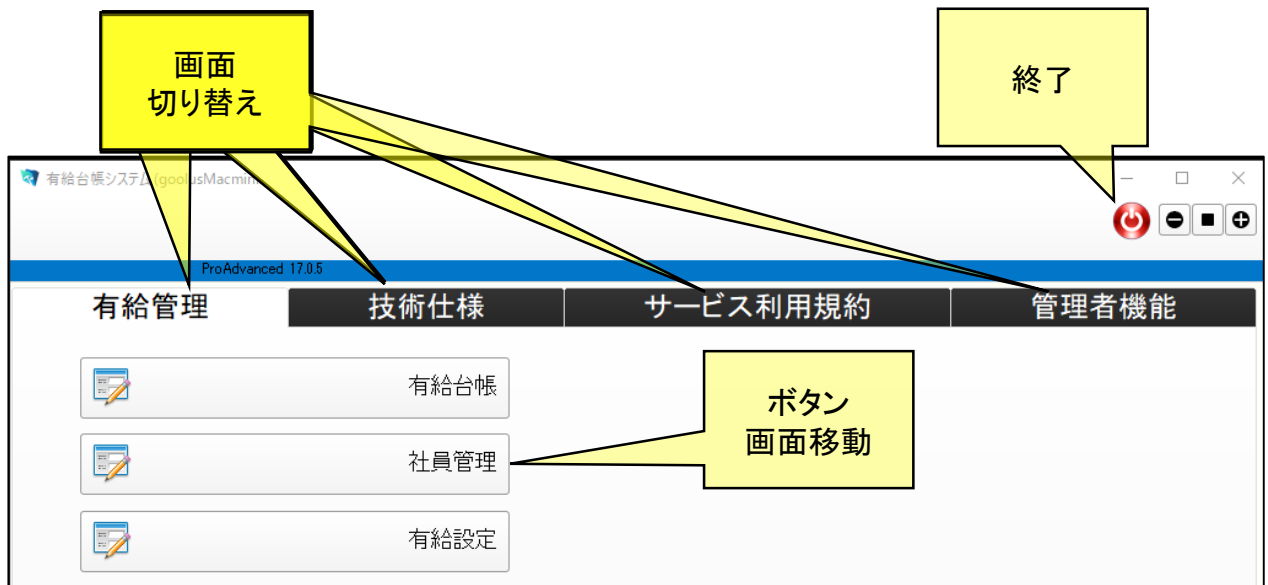 画面
切り替え
終了
有給台帳システム (goolusMacmini
ProAdvanced 17.0.5
有給管理
技術仕様
サービス利用規約
管理者機能
有給台帳
ボタン
画面移動
社員管理
有給設定